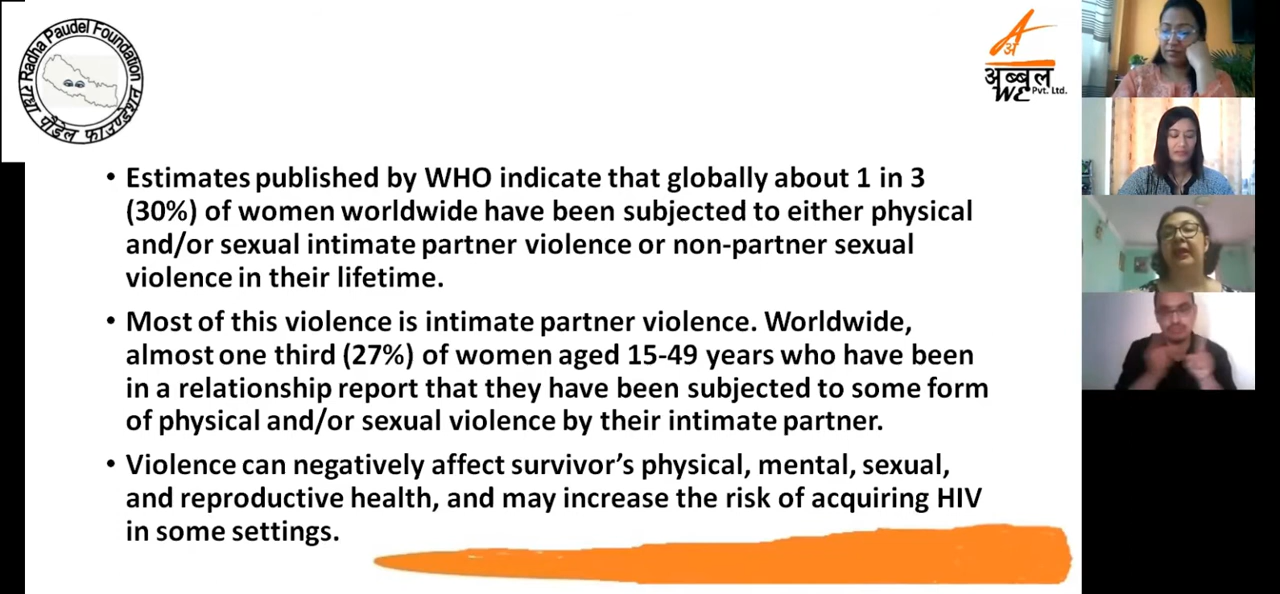 Radha Paudel Foundation
राधा पौडेल फाउण्डेसन
अ
अब्बल
WE Pvt. Ltd.
• Estimates published by WHO indicate that globally about 1 in 3
(30%) of women worldwide have been subjected to either physical
and/or sexual intimate partner violence or non-partner sexual
violence in their lifetime.
• Most of this violence is intimate partner violence. Worldwide,
almost one third (27%) of women aged 15-49 years who have been
in a relationship report that they have been subjected to some form
of physical and/or sexual violence by their intimate partner.
• Violence can negatively affect survivor’s physical, mental, sexual,
and reproductive health, and may increase the risk of acquiring HIV
in some settings.